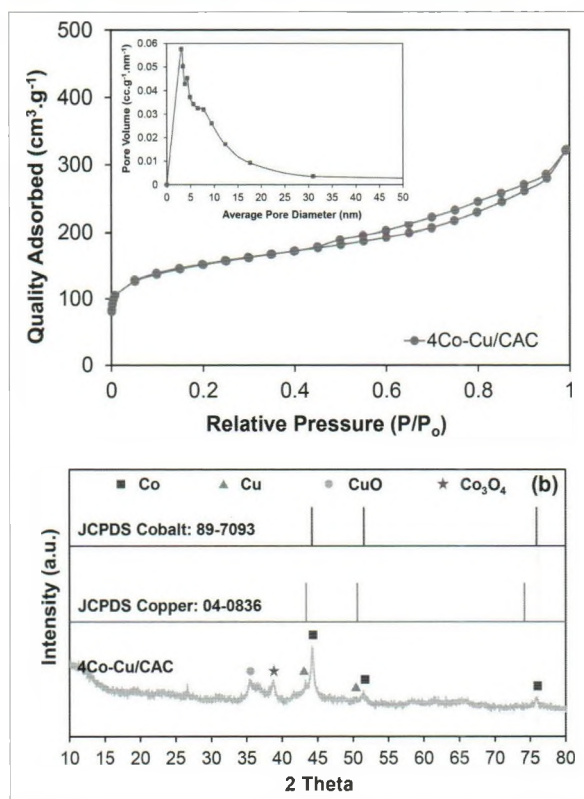 500
400
300
200
100
0
Quality Adsorbed (cm³.g⁻¹)
0.06
0.05
0.04
0.03
0.02
0.01
0
Pore Volume (cc.g⁻¹.nm⁻¹)
0 5 10 15 20 25 30 35 40 45 50
Average Pore Diameter (nm)
4Co-Cu/CAC
0 0.2 0.4 0.6 0.8 1
Relative Pressure (P/Po)
Co Cu CuO Co₃O₄ (b)
JCPDS Cobalt: 89-7093
JCPDS Copper: 04-0836
4Co-Cu/CAC
Intensity (a.u.)
10 15 20 25 30 35 40 45 50 55 60 65 70 75 80
2 Theta